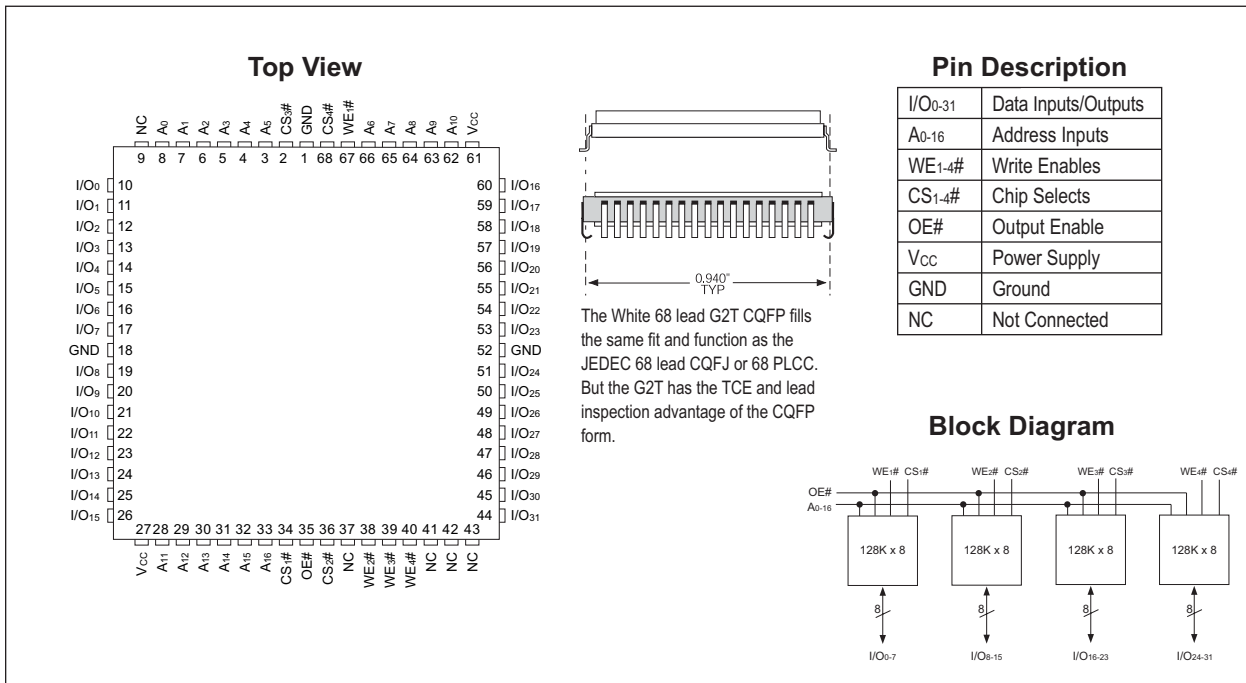 Top View
NC
A0
A1
A2
A3
A4
A5
CS3#
GND
CS4#
WE1#
A6
A7
A8
A9
A10
VCC
9 8 7 6 5 4 3 2 1 68 67 66 65 64 63 62 61
I/O0 10
I/O1 11
I/O2 12
I/O3 13
I/O4 14
I/O5 15
I/O6 16
I/O7 17
GND 18
I/O8 19
I/O9 20
I/O10 21
I/O11 22
I/O12 23
I/O13 24
I/O14 25
I/O15 26
60 I/O16
59 I/O17
58 I/O18
57 I/O19
56 I/O20
55 I/O21
54 I/O22
53 I/O23
52 GND
51 I/O24
50 I/O25
49 I/O26
48 I/O27
47 I/O28
46 I/O29
45 I/O30
44 I/O31
27 28 29 30 31 32 33 34 35 36 37 38 39 40 41 42 43
VCC
A11
A12
A13
A14
A15
A16
CS1#
OE#
CS2#
NC
WE2#
WE3#
WE4#
NC
NC
NC
0.940"
TYP
The White 68 lead G2T CQFP fills
the same fit and function as the
JEDEC 68 lead CQFJ or 68 PLCC.
But the G2T has the TCE and lead
inspection advantage of the CQFP
form.
Pin Description
I/O0-31 Data Inputs/Outputs
A0-16 Address Inputs
WE1-4# Write Enables
CS1-4# Chip Selects
OE# Output Enable
VCC Power Supply
GND Ground
NC Not Connected
Block Diagram
WE1# CS1# WE2# CS2# WE3# CS3# WE4# CS4#
OE#
A0-16
128K x 8 128K x 8 128K x 8 128K x 8
8 8 8 8
I/O0-7 I/O8-15 I/O16-23 I/O24-31